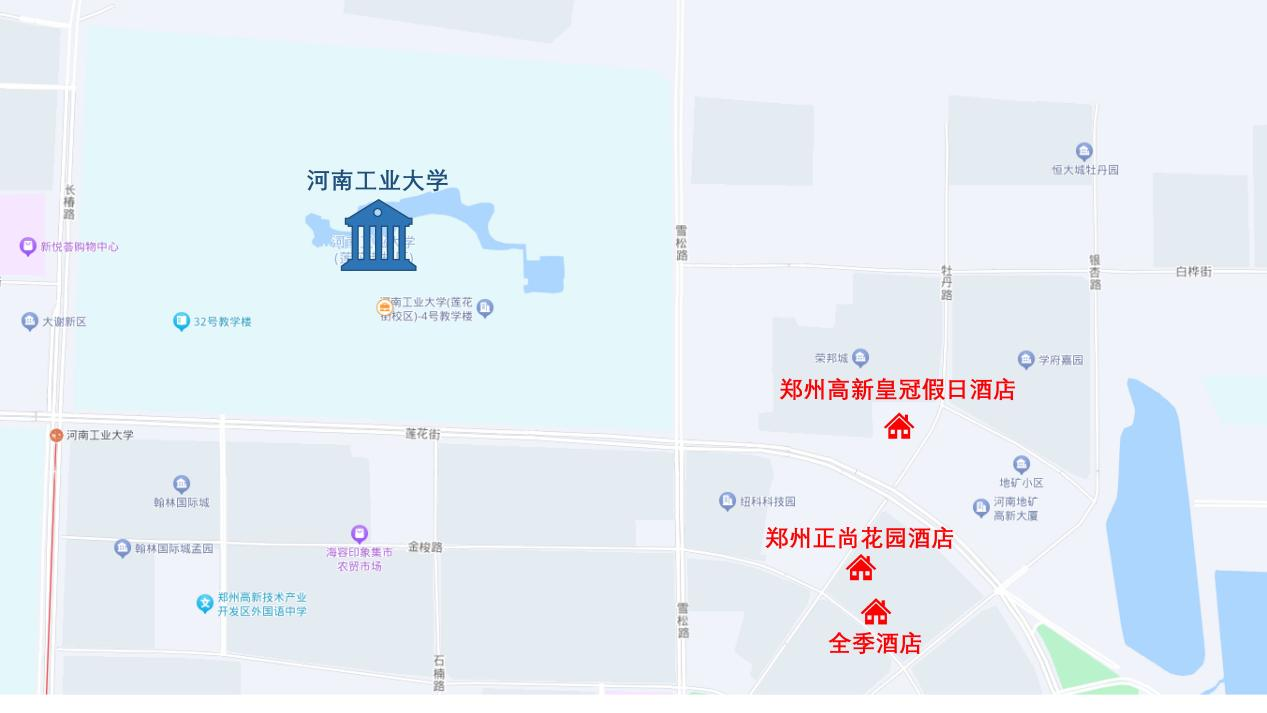 恒大城牡丹园
河南工业大学
长椿路
雪松路
新悦荟购物中心
牡丹路
银杏路
白桦街
大谢新区
32号教学楼
河南工业大学(莲花
街校区)-4号教学楼
荣邦城
学府嘉园
郑州高新皇冠假日酒店
河南工业大学
莲花街
地矿小区
翰林国际城
纽科科技园
河南地矿
高新大厦
郑州正尚花园酒店
翰林国际城孟园
海容印象集市
农贸市场
金梭路
郑州高新技术产业
开发区外国语中学
雪松路
全季酒店
石楠路